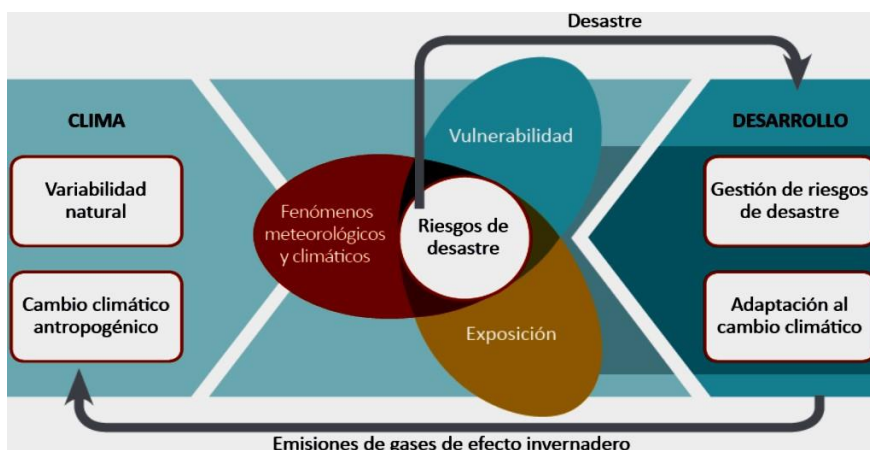 Desastre
CLIMA
Variabilidad
natural
Cambio climático
antropogénico
Fenómenos
meteorológicos
y climáticos
Vulnerabilidad
Riesgos de
desastre
Exposición
DESARROLLO
Gestión de riesgos
de desastre
Adaptación al
cambio climático
Emisiones de gases de efecto invernadero